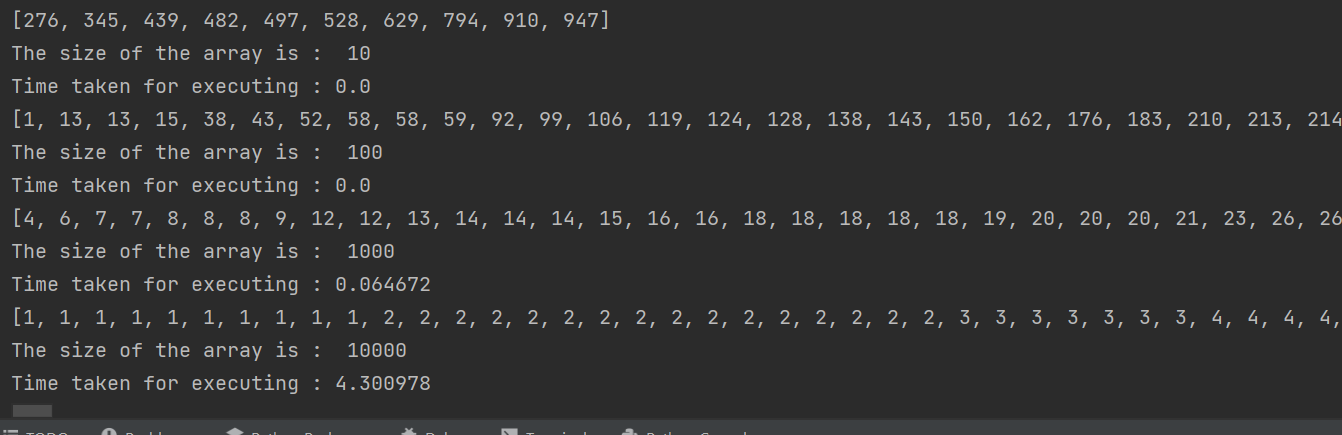 [276, 345, 439, 482, 497, 528, 629, 794, 910, 947]
The size of the array is :  10
Time taken for executing : 0.0
[1, 13, 13, 15, 38, 43, 52, 58, 58, 59, 92, 99, 106, 119, 124, 128, 138, 143, 150, 162, 176, 183, 210, 213, 214
The size of the array is :  100
Time taken for executing : 0.0
[4, 6, 7, 7, 8, 8, 8, 9, 12, 12, 13, 14, 14, 14, 15, 16, 16, 18, 18, 18, 18, 18, 19, 20, 20, 20, 21, 23, 26, 26
The size of the array is :  1000
Time taken for executing : 0.064672
[1, 1, 1, 1, 1, 1, 1, 1, 1, 1, 2, 2, 2, 2, 2, 2, 2, 2, 2, 2, 2, 2, 2, 2, 2, 2, 3, 3, 3, 3, 3, 3, 3, 4, 4, 4, 4,
The size of the array is :  10000
Time taken for executing : 4.300978